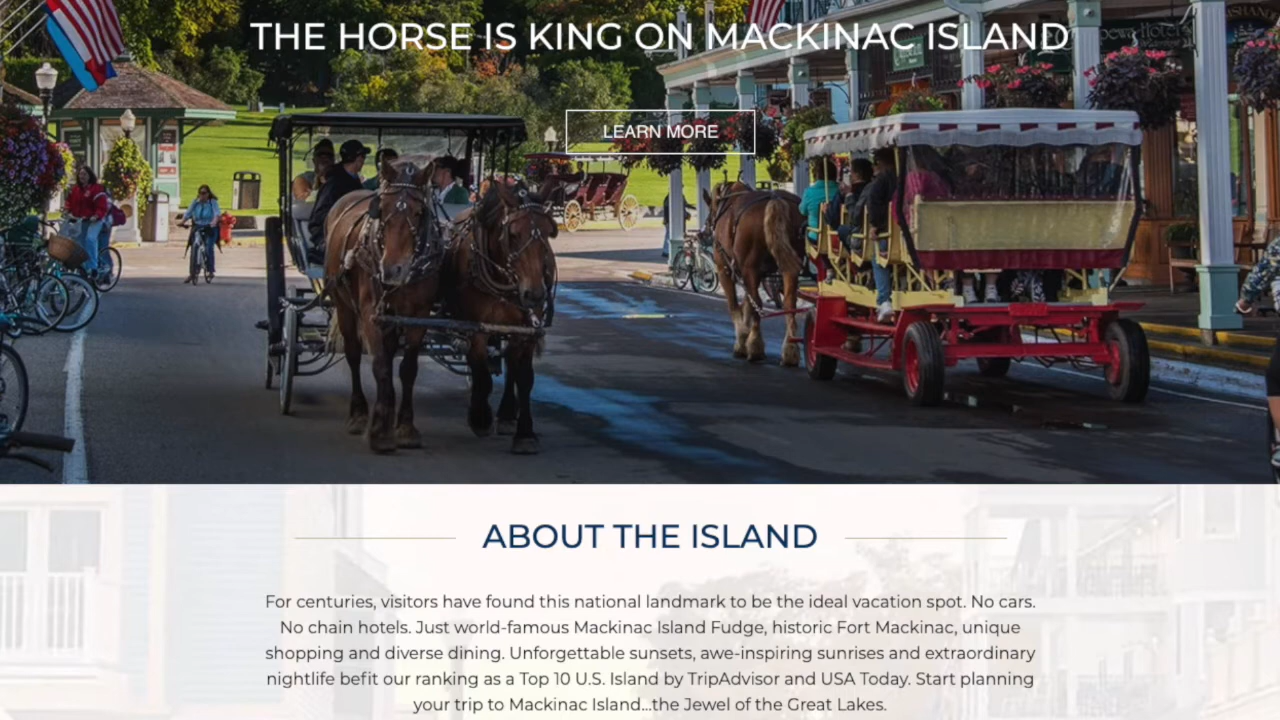 THE HORSE IS KING ON MACKINAC ISLAND
LEARN MORE
ABOUT THE ISLAND
For centuries, visitors have found this national landmark to be the ideal vacation spot. No cars.
No chain hotels. Just world-famous Mackinac Island Fudge, historic Fort Mackinac, unique
shopping and diverse dining. Unforgettable sunsets, awe-inspiring sunrises and extraordinary
nightlife befit our ranking as a Top 10 U.S. Island by TripAdvisor and USA Today. Start planning
your trip to Mackinac Island...the Jewel of the Great Lakes.